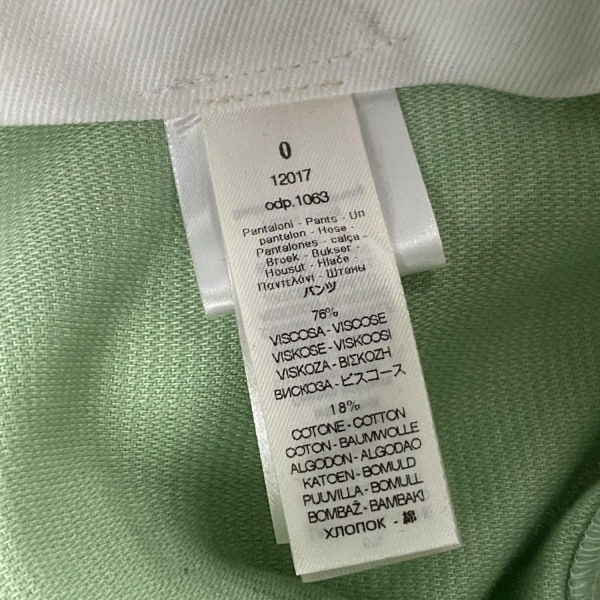 0
12017
odp.1063
Pantaloni - Pants - Un
pantalon - Hose -
Pantalones - calça -
Broek - Bukser -
Housut - Hlače
Παντελόνι - Штаны
パンツ
76%
VISCOSA - VISCOSE
VISKOSE - VISKOOSI
VISKOZA - ΒΙΣΚΟΖΗ
ВИСКОЗА - ビスコース
18%
COTONE - COTTON
COTON - BAUMWOLLE
ALGODON - ALGODAO
KATOEN - BOMULD
PUUVILLA - BOMULL
BOMBAŽ - BAMBAKI
ХЛОПОК - 綿